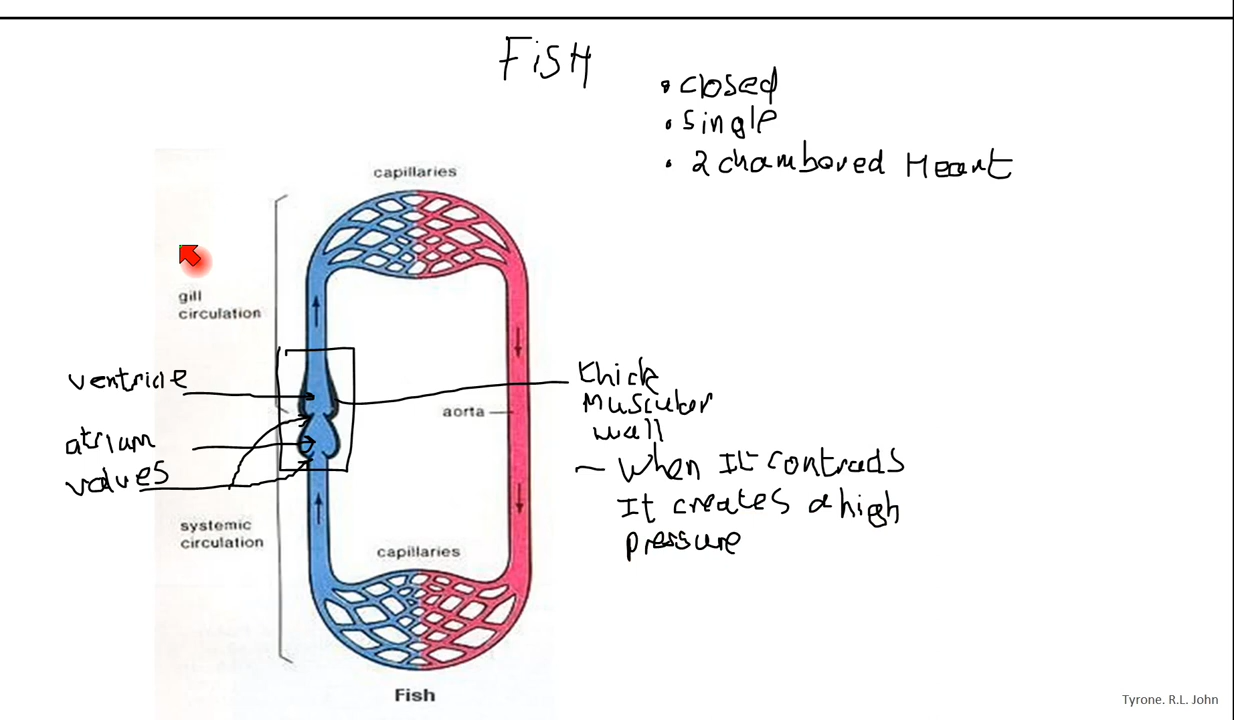 FisH
• closed
• single
• 2 chambored Heart
capillaries
gill
circulation
ventricle
atrium
valves
aorta
thick
Muscular
wall
– When It contracts
It creates a high
pressure
systemic
circulation
capillaries
Fish
Tyrone. R.L. John